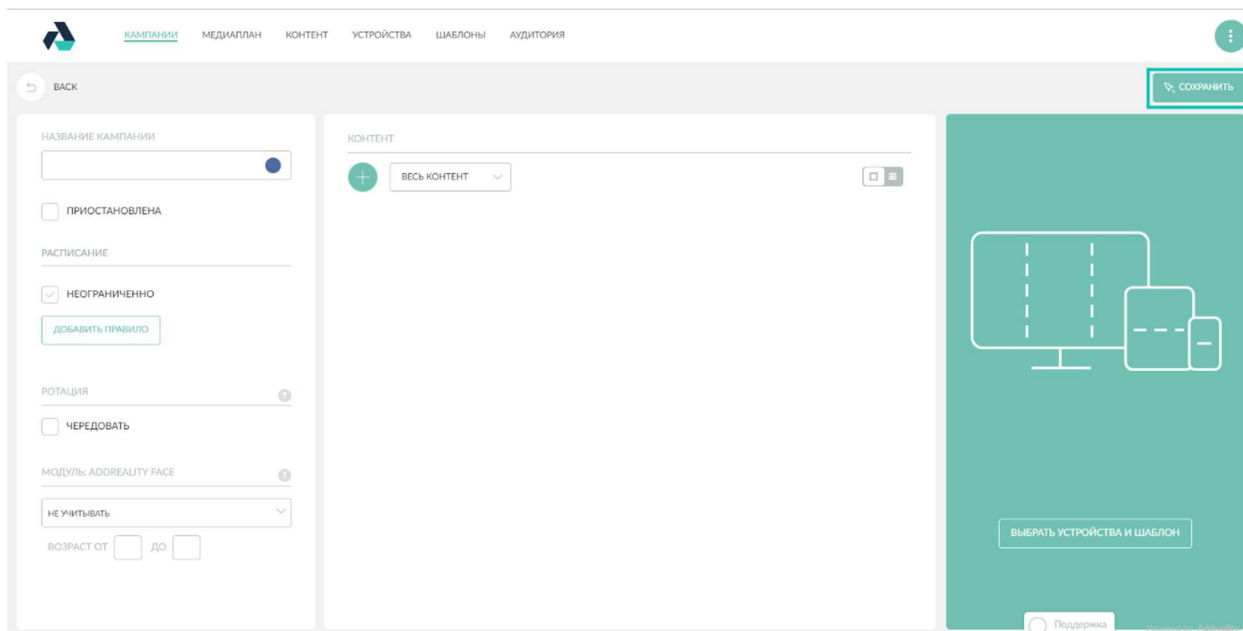 КАМПАНИИ МЕДИАПЛАН КОНТЕНТ УСТРОЙСТВА ШАБЛОНЫ АУДИТОРИЯ
BACK
СОХРАНИТЬ
НАЗВАНИЕ КАМПАНИИ
ПРИОСТАНОВЛЕНА
РАСПИСАНИЕ
НЕОГРАНИЧЕННО
ДОБАВИТЬ ПРАВИЛО
РОТАЦИЯ ?
ЧЕРЕДОВАТЬ
МОДУЛЬ: ADDREALITY FACE ?
НЕ УЧИТЫВАТЬ
ВОЗРАСТ ОТ ДО
КОНТЕНТ
ВЕСЬ КОНТЕНТ
ВЫБРАТЬ УСТРОЙСТВА И ШАБЛОН
Поддержка